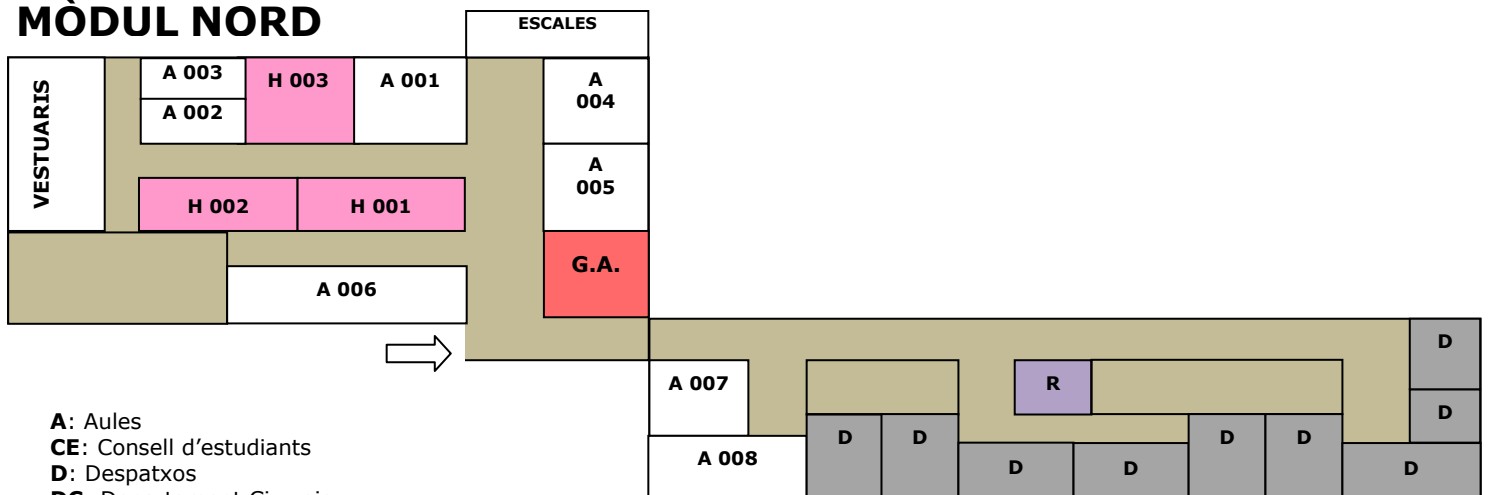 MÒDUL NORD
ESCALES
VESTUARIS
A 003
A 002
H 003
A 001
A
004
A
005
H 002
H 001
G.A.
A 006
A 007
A 008
R
D
D
D
D
D
D
D
D
D
A: Aules
CE: Consell d'estudiants
D: Despatxos